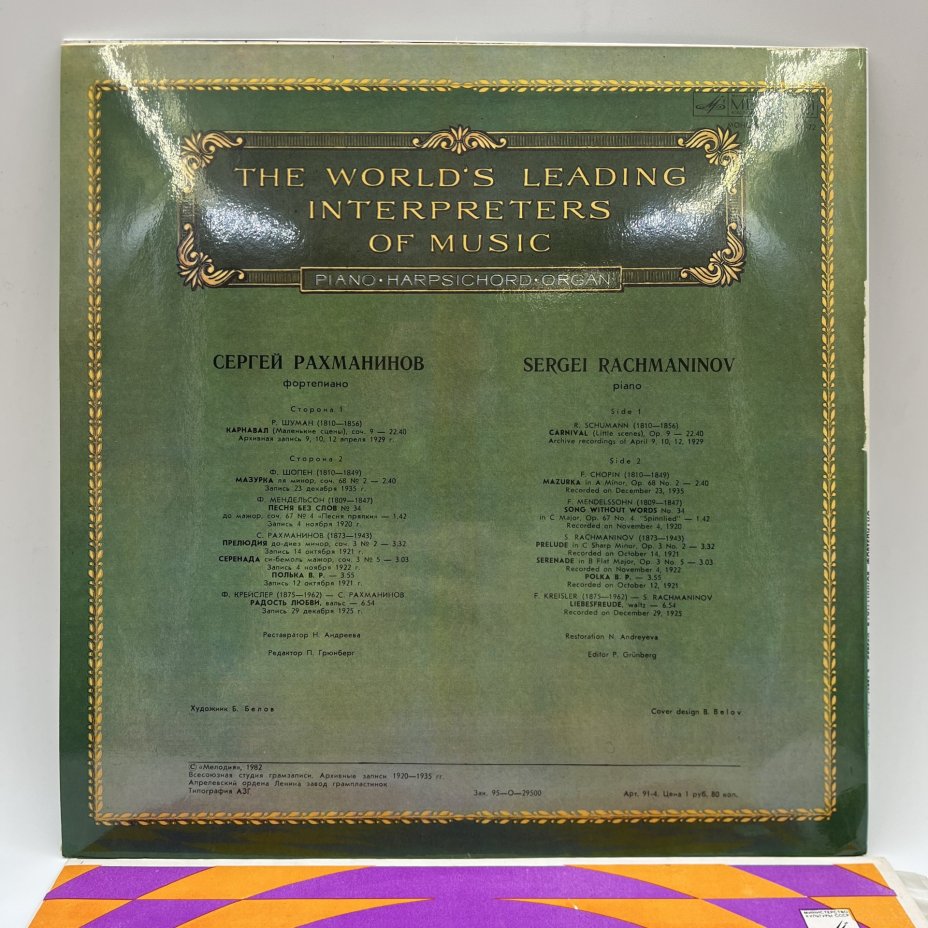 THE WORLD'S LEADING
INTERPRETERS
OF MUSIC
PIANO·HARPSICHORD·ORGAN
СЕРГЕЙ РАХМАНИНОВ
фортепиано
Сторона 1
Р. ШУМАН (1810—1856)
КАРНАВАЛ (Маленькие сцены), соч. 9 — 22.40
Архивная запись 9, 10, 12 апреля 1929 г.
Сторона 2
Ф. ШОПЕН (1810—1849)
МАЗУРКА ля минор, соч. 68 № 2 — 2.40
Запись 23 декабря 1935 г.
Ф. МЕНДЕЛЬСОН (1809—1847)
ПЕСНЯ БЕЗ СЛОВ № 34
до мажор, соч. 67 № 4 «Песня прялки» — 1.42
Запись 4 ноября 1920 г.
С. РАХМАНИНОВ (1873—1943)
ПРЕЛЮДИЯ до-диез минор, соч. 3 № 2 — 3.32
Запись 14 октября 1921 г.
СЕРЕНАДА си-бемоль мажор, соч. 3 № 5 — 3.03
Запись 4 ноября 1922 г.
ПОЛЬКА В. Р. — 3.55
Запись 12 октября 1921 г.
Ф. КРЕЙСЛЕР (1875—1962) — С. РАХМАНИНОВ
РАДОСТЬ ЛЮБВИ, вальс — 6.54
Запись 29 декабря 1925 г.
Реставратор Н. Андреева
Редактор П. Грюнберг
Художник Б. Белов
SERGEI RACHMANINOV
piano
Side 1
R. SCHUMANN (1810—1856)
CARNIVAL (Little scenes), Op. 9 — 22.40
Archive recordings of April 9, 10, 12, 1929
Side 2
F. CHOPIN (1810—1849)
MAZURKA in A Minor, Op. 68 No. 2 — 2.40
Recorded on December 23, 1935
F. MENDELSSOHN (1809—1847)
SONG WITHOUT WORDS No. 34
in C Major, Op. 67 No. 4. "Spinnlied" — 1.42
Recorded on November 4, 1920
S. RACHMANINOV (1873—1943)
PRELUDE in C Sharp Minor, Op. 3 No. 2 — 3.32
Recorded on October 14, 1921
SERENADE in B Flat Major, Op. 3 No. 5 — 3.03
Recorded on November 4, 1922
POLKA B. P. — 3.55
Recorded on October 12, 1921
F. KREISLER (1875—1962) — S. RACHMANINOV
LIEBESFREUDE, waltz — 6.54
Recorded on December 29, 1925
Restoration N. Andreyeva
Editor P. Grünberg
Cover design B. Belov
© «Мелодия», 1982
Всесоюзная студия грамзаписи. Архивные записи 1920—1935 гг.
Апрелевский ордена Ленина завод грампластинок
Типография АЗГ
Зак. 95—О—29500
Арт. 91-4. Цена 1 руб. 80 коп.
МИНИСТЕРСТВО
КУЛЬТУРЫ СССР